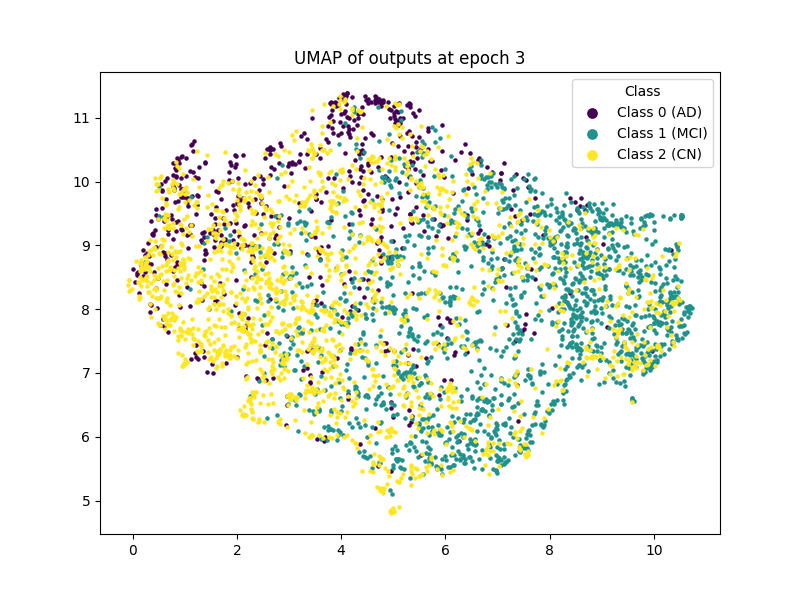 UMAP of outputs at epoch 3
Class
Class 0 (AD)
Class 1 (MCI)
Class 2 (CN)
11
10
9
8
7
6
5
0 2 4 6 8 10